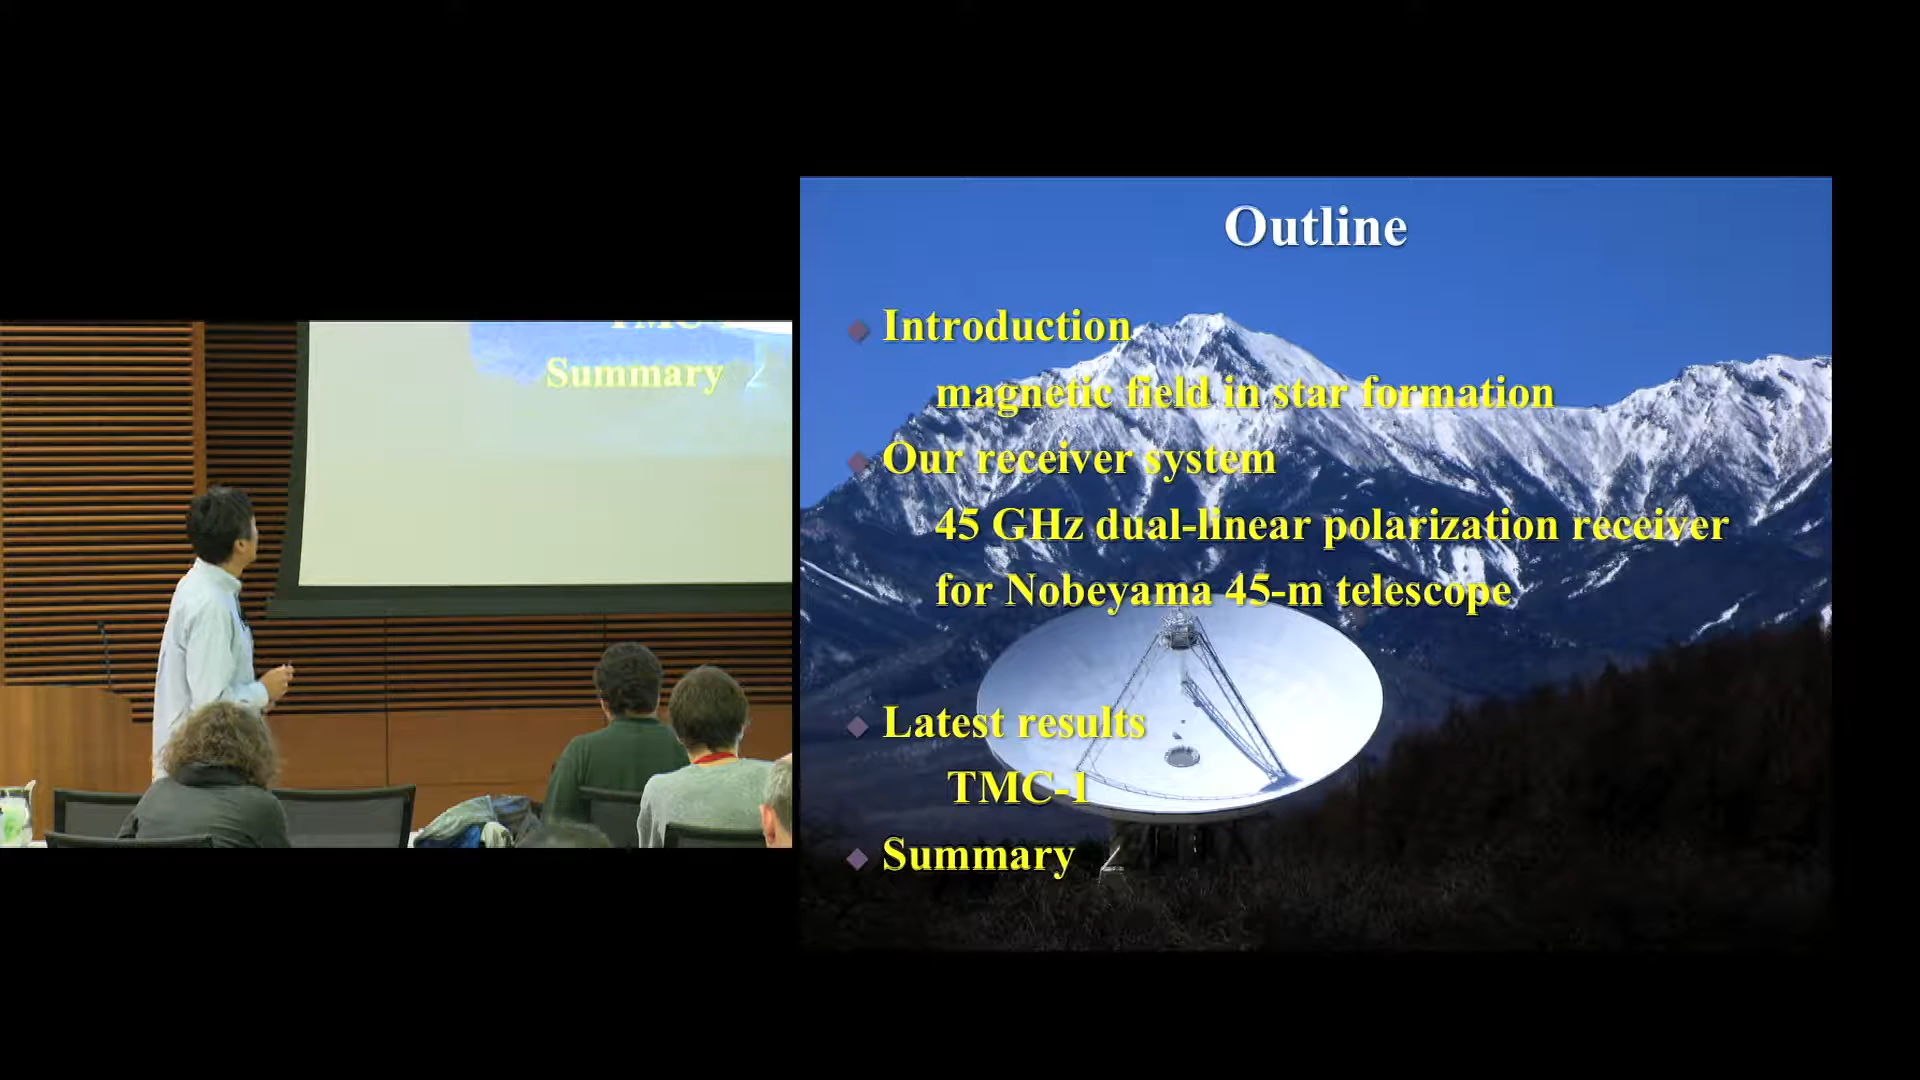 Outline
Introduction
magnetic field in star formation
Our receiver system
45 GHz dual-linear polarization receiver
for Nobeyama 45-m telescope
Latest results
TMC-1
Summary
Summary